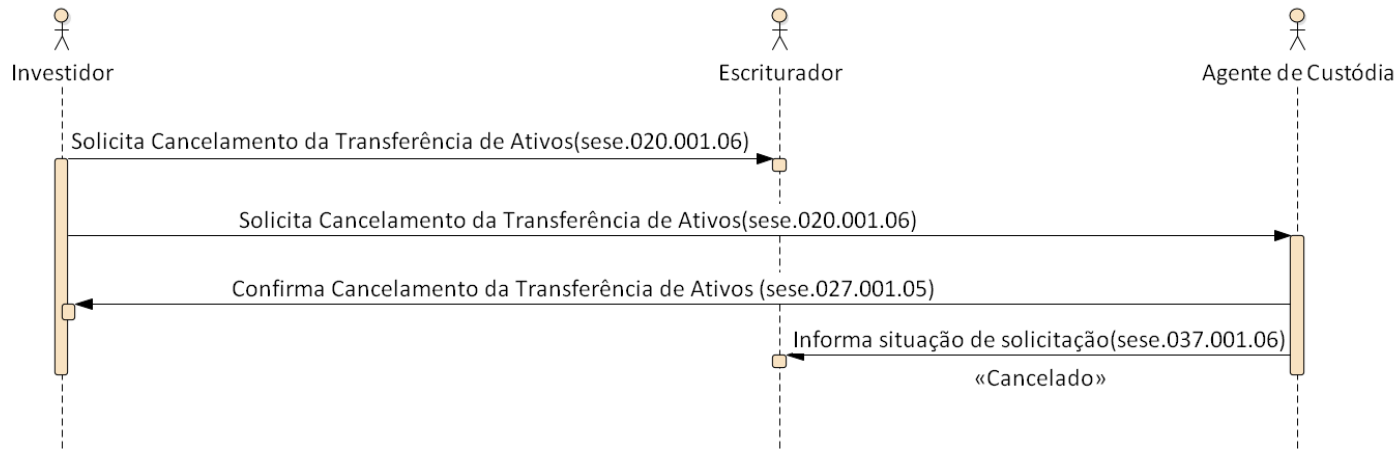 Investidor
Escriturador
Agente de Custódia
Solicita Cancelamento da Transferência de Ativos(sese.020.001.06)
Solicita Cancelamento da Transferência de Ativos(sese.020.001.06)
Confirma Cancelamento da Transferência de Ativos (sese.027.001.05)
Informa situação de solicitação(sese.037.001.06)
«Cancelado»